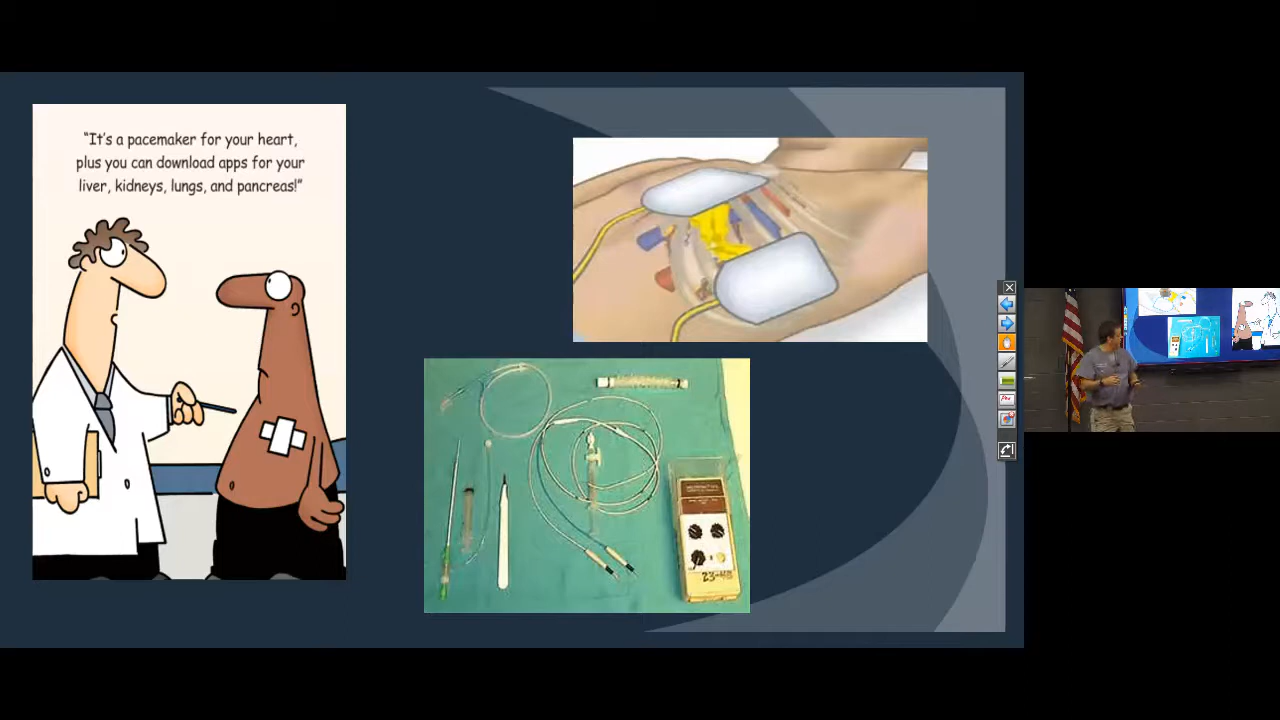 “It's a pacemaker for your heart,
plus you can download apps for your
liver, kidneys, lungs, and pancreas!”